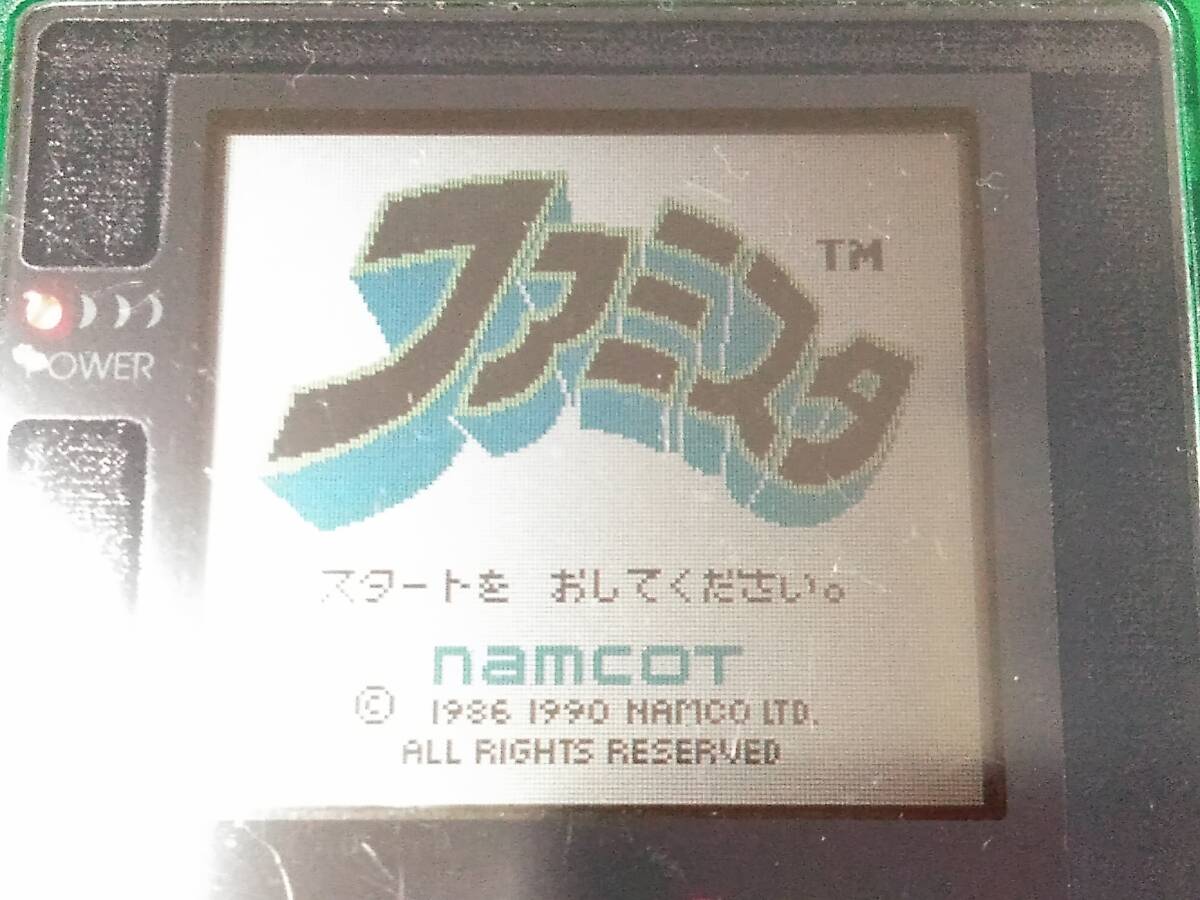 ファミスタ TM
POWER
スタートを おしてください。
namcot
© 1986 1990 NAMCO LTD.
ALL RIGHTS RESERVED